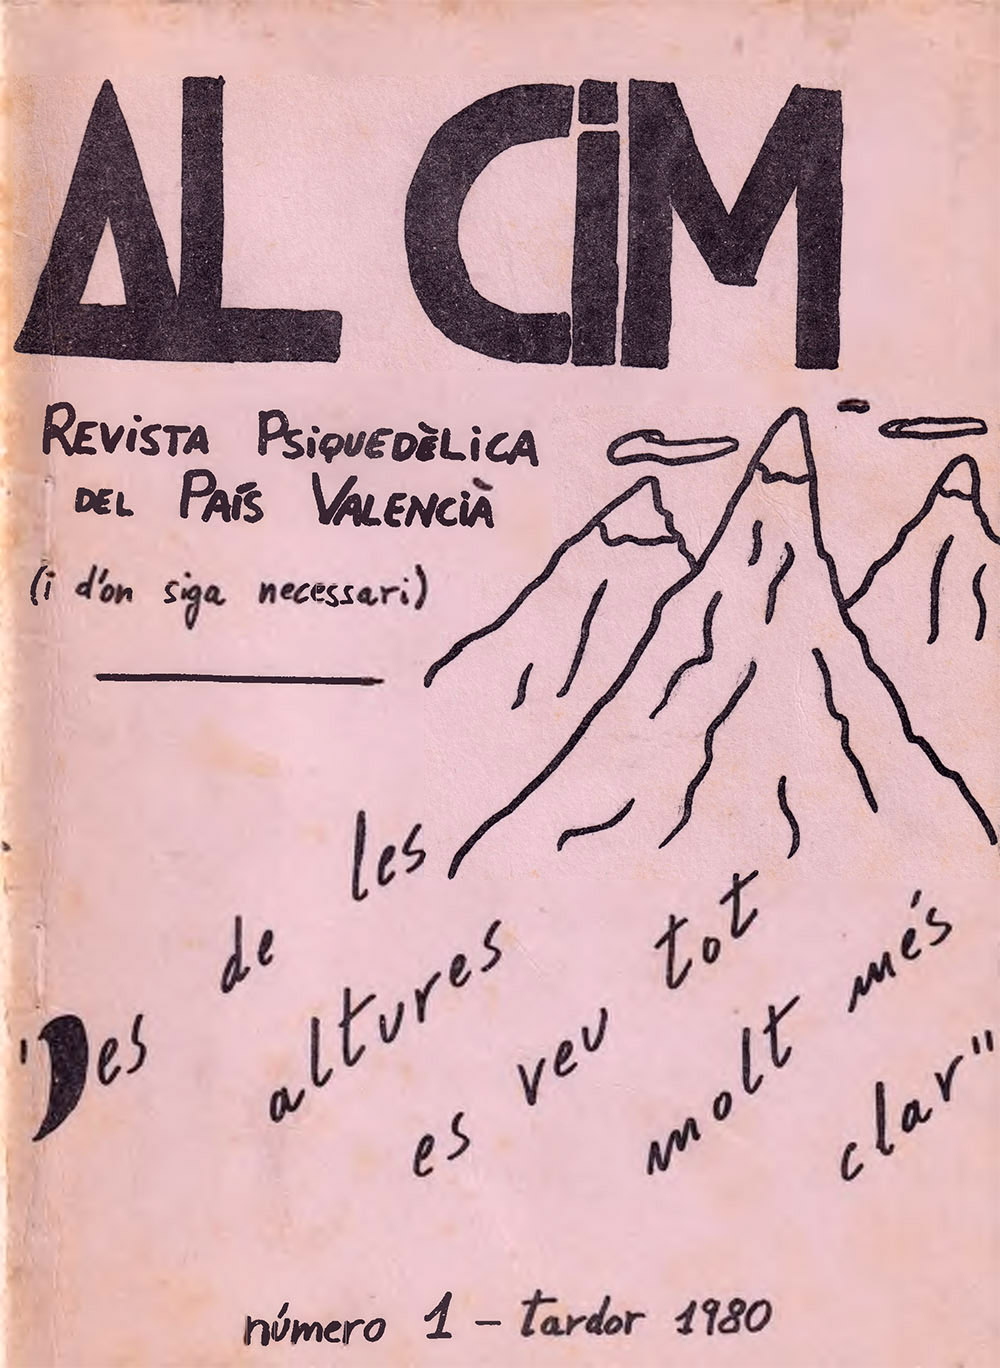 AL CiM
REViSTA PSiQUEDÈLiCA
DEL PAÍS VALENCIÀ
(i d'on siga necessari)
"Des de les
altures
es veu tot
molt més
clar"
número 1 - tardor 1980